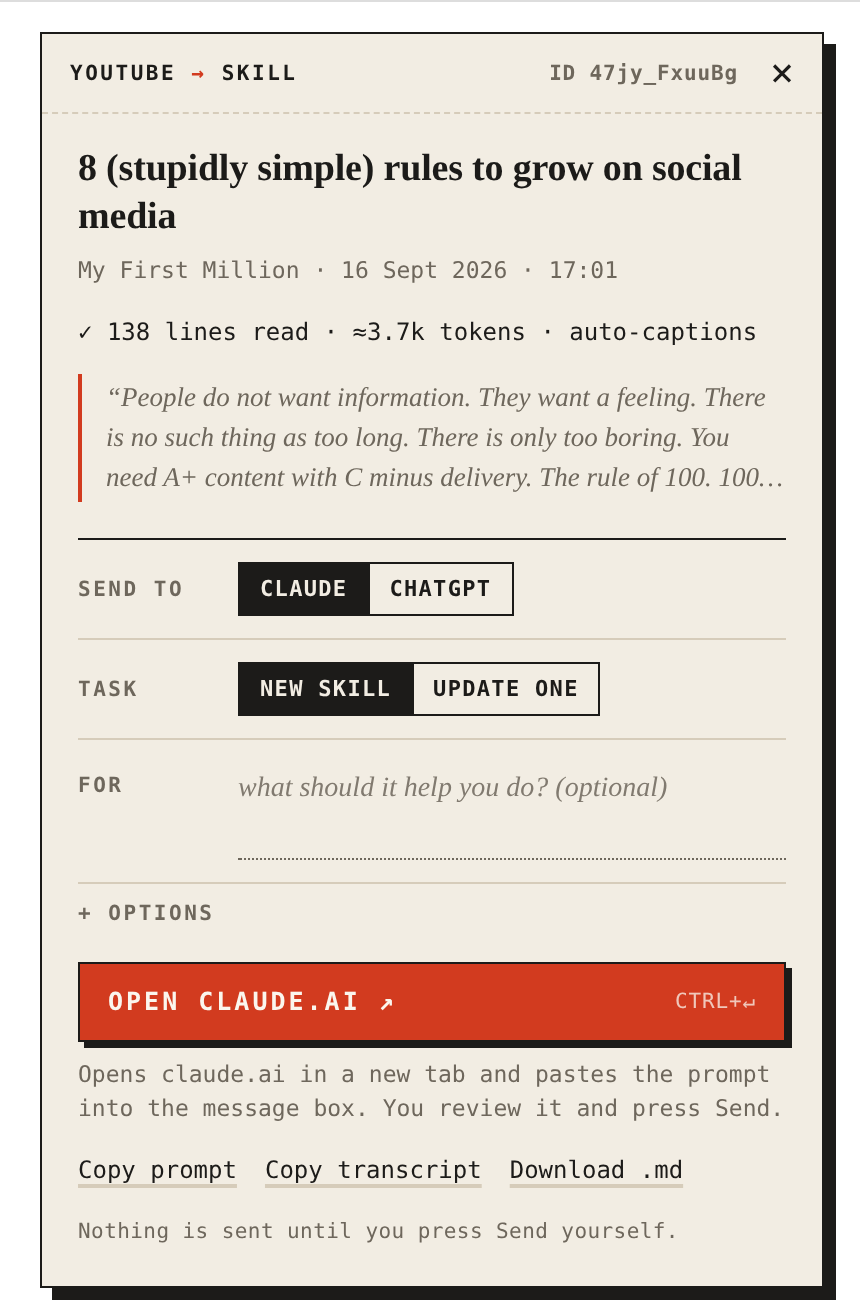 YOUTUBE → SKILL
ID 47jy_FxuuBg ✕
8 (stupidly simple) rules to grow on social
media
My First Million · 16 Sept 2026 · 17:01
✓ 138 lines read · ≈3.7k tokens · auto-captions
“People do not want information. They want a feeling. There
is no such thing as too long. There is only too boring. You
need A+ content with C minus delivery. The rule of 100. 100…
SEND TO CLAUDE CHATGPT
TASK NEW SKILL UPDATE ONE
FOR what should it help you do? (optional)
+ OPTIONS
OPEN CLAUDE.AI ↗ CTRL+↵
Opens claude.ai in a new tab and pastes the prompt
into the message box. You review it and press Send.
Copy prompt Copy transcript Download .md
Nothing is sent until you press Send yourself.